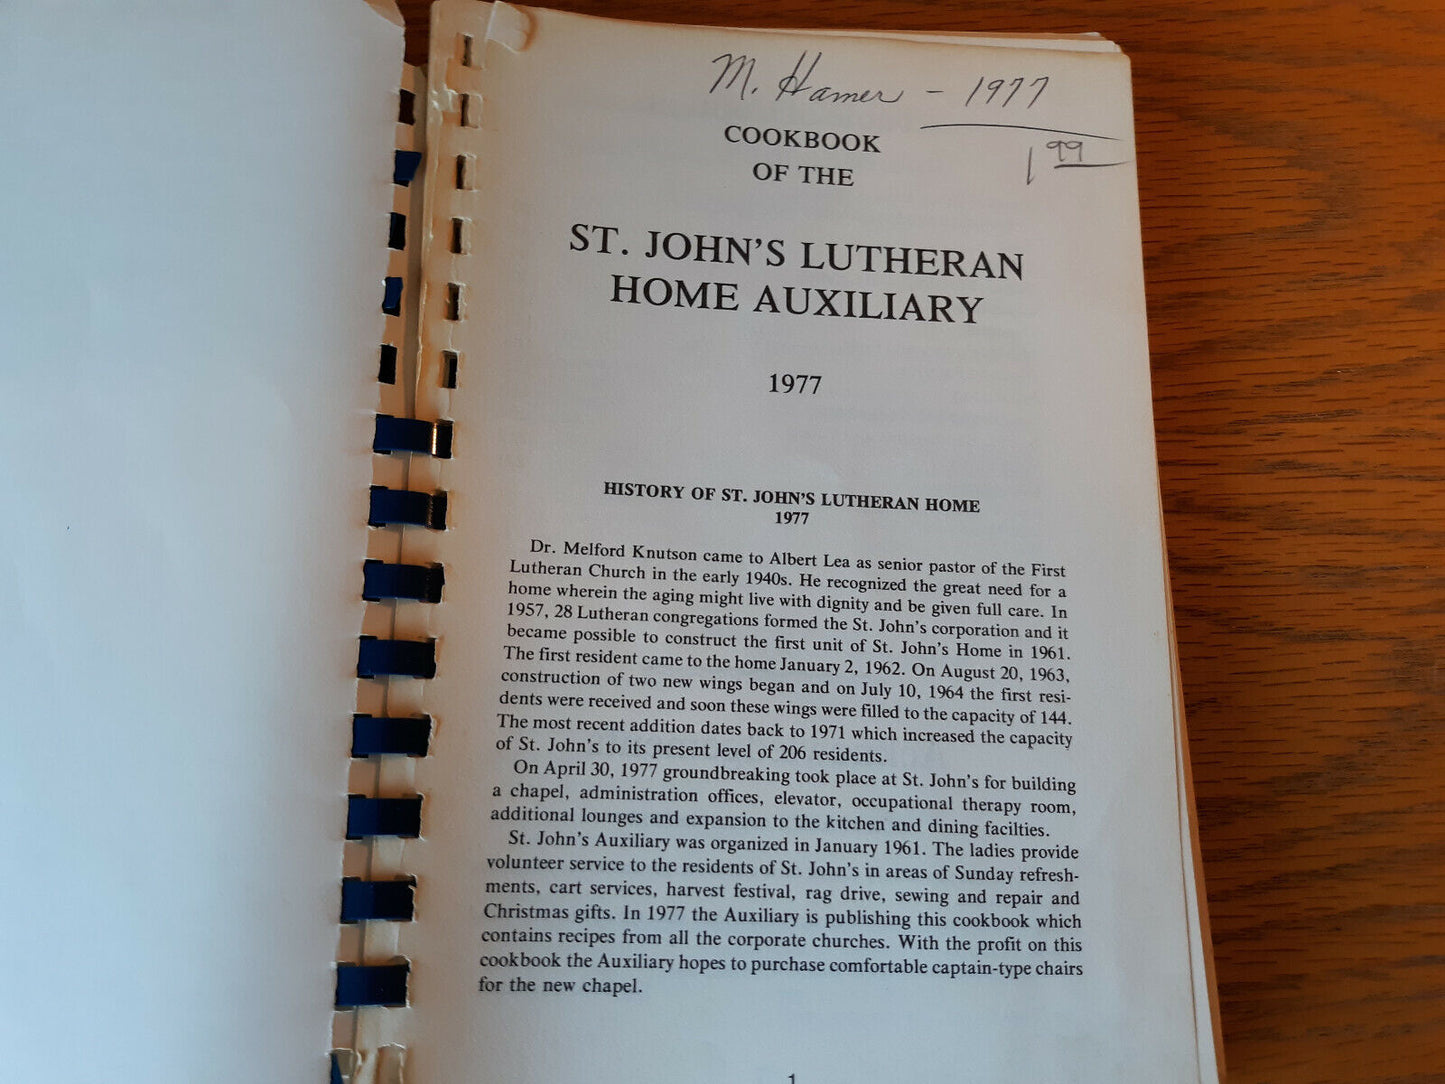 M. Hamer - 1977
1 99
COOKBOOK
OF THE
ST. JOHN'S LUTHERAN
HOME AUXILIARY
1977
HISTORY OF ST. JOHN'S LUTHERAN HOME
1977
Dr. Melford Knutson came to Albert Lea as senior pastor of the First
Lutheran Church in the early 1940s. He recognized the great need for a
home wherein the aging might live with dignity and be given full care. In
1957, 28 Lutheran congregations formed the St. John's corporation and it
became possible to construct the first unit of St. John's Home in 1961.
The first resident came to the home January 2, 1962. On August 20, 1963,
construction of two new wings began and on July 10, 1964 the first resi-
dents were received and soon these wings were filled to the capacity of 144.
The most recent addition dates back to 1971 which increased the capacity
of St. John's to its present level of 206 residents.
On April 30, 1977 groundbreaking took place at St. John's for building
a chapel, administration offices, elevator, occupational therapy room,
additional lounges and expansion to the kitchen and dining facilties.
St. John's Auxiliary was organized in January 1961. The ladies provide
volunteer service to the residents of St. John's in areas of Sunday refresh-
ments, cart services, harvest festival, rag drive, sewing and repair and
Christmas gifts. In 1977 the Auxiliary is publishing this cookbook which
contains recipes from all the corporate churches. With the profit on this
cookbook the Auxiliary hopes to purchase comfortable captain-type chairs
for the new chapel.
1